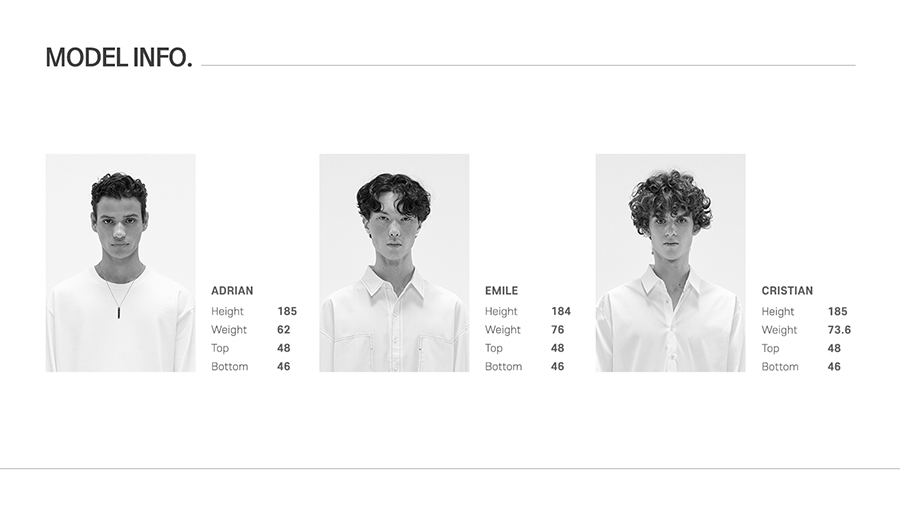 MODEL INFO.
ADRIAN
Height 185
Weight 62
Top 48
Bottom 46
EMILE
Height 184
Weight 76
Top 48
Bottom 46
CRISTIAN
Height 185
Weight 73.6
Top 48
Bottom 46